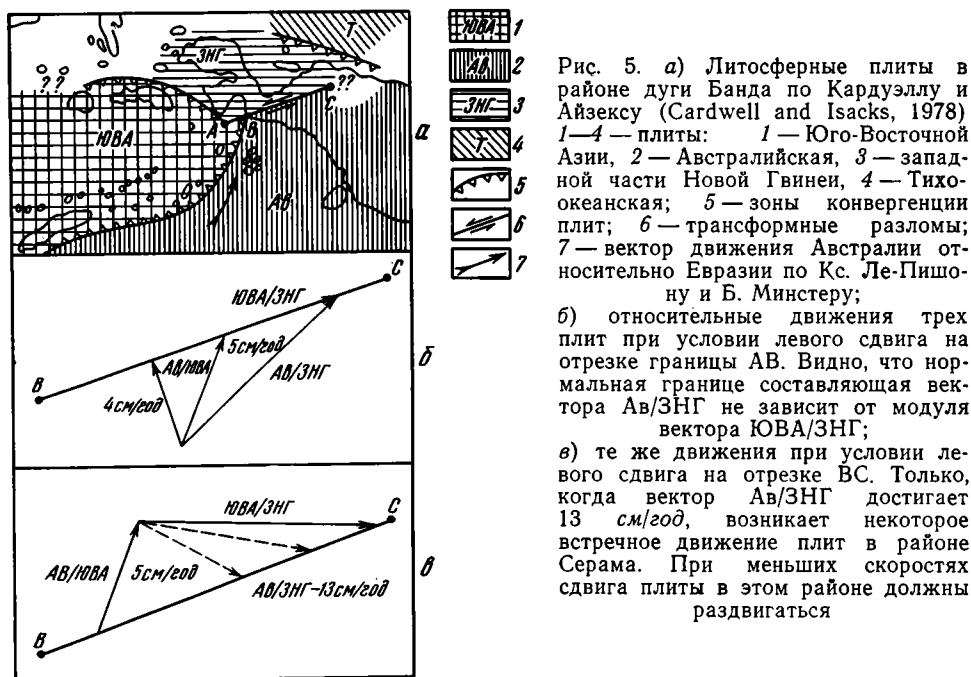 ЮВА
АВ
ЗНГ
Т
А
В
С
??
??
а
ЮВА
1
АВ
2
ЗНГ
3
Т
4
5
6
7
С
ЮВА/ЗНГ
5см/год
АВ/ЮВА
АВ/ЗНГ
4см/год
В
б
ЮВА/ЗНГ
С
АВ/ЮВА
5см/год
АВ/ЗНГ-13см/год
В
в
Рис. 5. а) Литосферные плиты в
районе дуги Банда по Кардуэллу и
Айзексу (Cardwell and Isacks, 1978)
1—4 — плиты: 1 — Юго-Восточной
Азии, 2 — Австралийская, 3 — запад-
ной части Новой Гвинеи, 4 — Тихо-
океанская; 5 — зоны конвергенции
плит; 6 — трансформные разломы;
7 — вектор движения Австралии от-
носительно Евразии по Кс. Ле-Пишо-
ну и Б. Минстеру;
б) относительные движения трех
плит при условии левого сдвига на
отрезке границы АВ. Видно, что нор-
мальная границе составляющая век-
тора Ав/ЗНГ не зависит от модуля
вектора ЮВА/ЗНГ;
в) те же движения при условии ле-
вого сдвига на отрезке ВС. Только,
когда вектор Ав/ЗНГ достигает
13 см/год, возникает некоторое
встречное движение плит в районе
Серама. При меньших скоростях
сдвига плиты в этом районе должны
раздвигаться